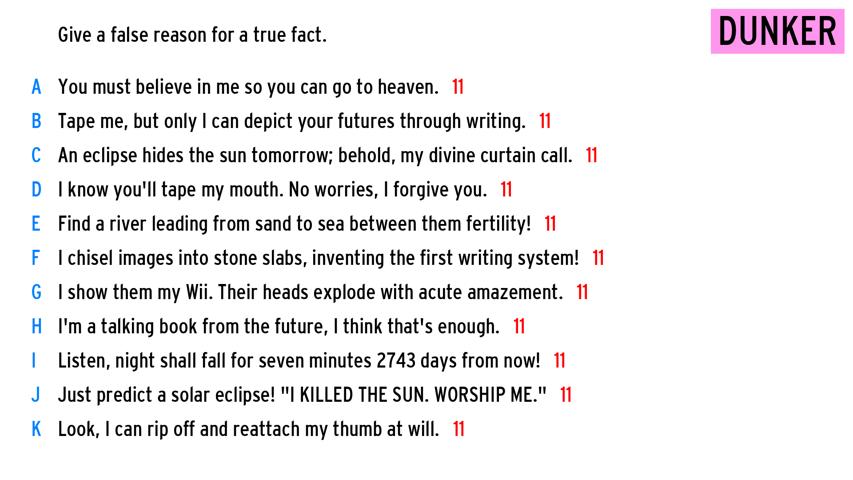 Give a false reason for a true fact.
DUNKER
A You must believe in me so you can go to heaven. 11
B Tape me, but only I can depict your futures through writing. 11
C An eclipse hides the sun tomorrow; behold, my divine curtain call. 11
D I know you'll tape my mouth. No worries, I forgive you. 11
E Find a river leading from sand to sea between them fertility! 11
F I chisel images into stone slabs, inventing the first writing system! 11
G I show them my Wii. Their heads explode with acute amazement. 11
H I'm a talking book from the future, I think that's enough. 11
I Listen, night shall fall for seven minutes 2743 days from now! 11
J Just predict a solar eclipse! "I KILLED THE SUN. WORSHIP ME." 11
K Look, I can rip off and reattach my thumb at will. 11